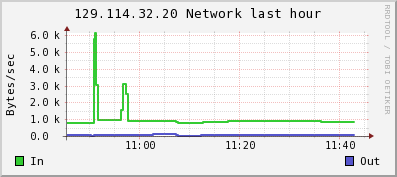 129.114.32.20 Network last hour
RRDTOOL / TOBI OETIKER
Bytes/sec
6.0 k
5.0 k
4.0 k
3.0 k
2.0 k
1.0 k
0.0
11:00 11:20 11:40
In Out